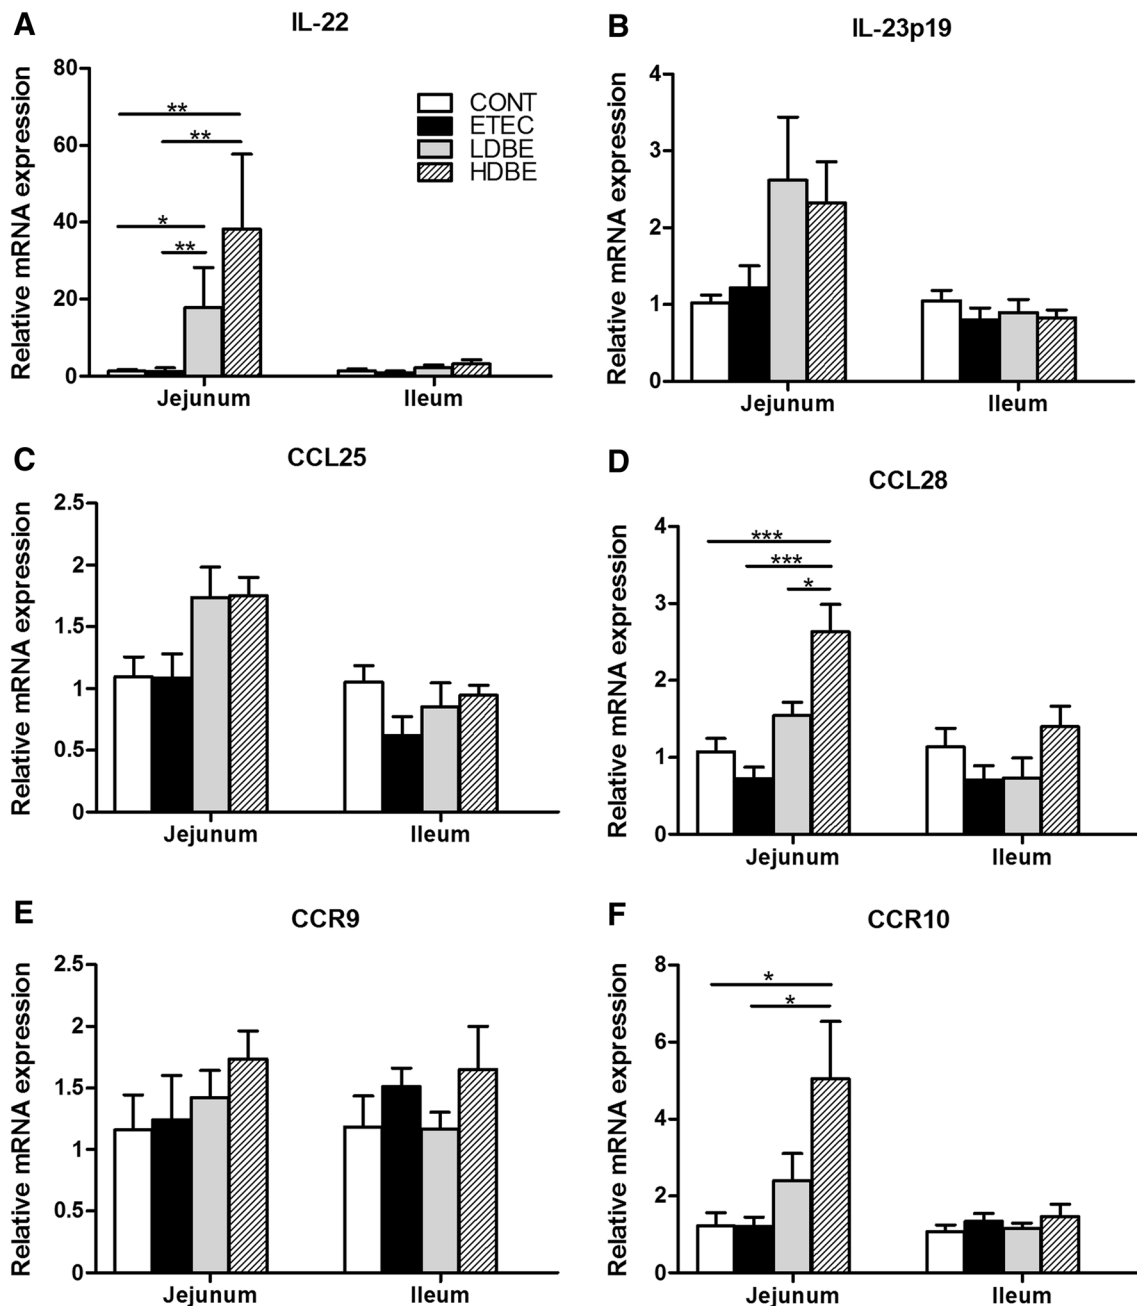 A
IL-22
Relative mRNA expression
80
60
40
20
0
**
**
*
**
CONT
ETEC
LDBE
HDBE
Jejunum
Ileum
B
IL-23p19
Relative mRNA expression
4
3
2
1
0
Jejunum
Ileum
C
CCL25
Relative mRNA expression
2.5
2
1.5
1
0.5
0
Jejunum
Ileum
D
CCL28
Relative mRNA expression
4
3
2
1
0
***
***
*
Jejunum
Ileum
E
CCR9
Relative mRNA expression
2.5
2
1.5
1
0.5
0
Jejunum
Ileum
F
CCR10
Relative mRNA expression
8
6
4
2
0
*
*
Jejunum
Ileum